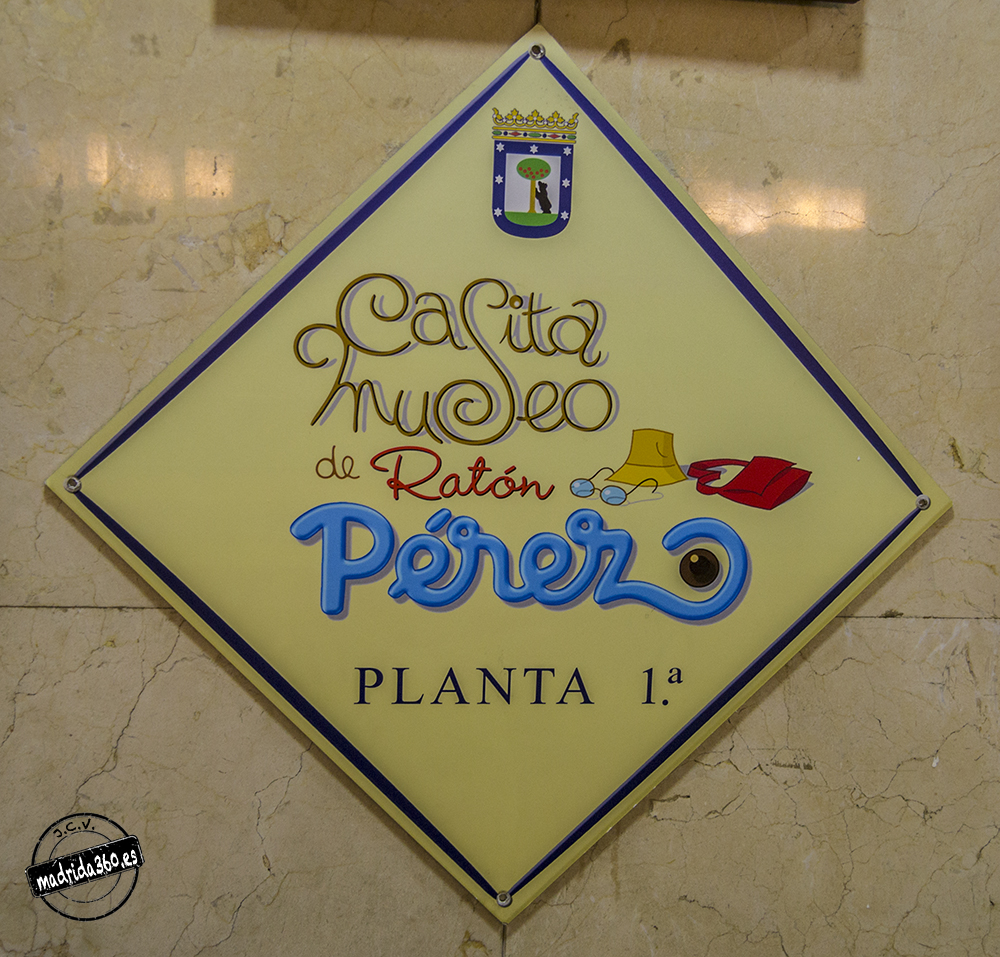 Casita
museo
de Ratón
Pérez
PLANTA 1.ª
J.C.V.
madrida360.es